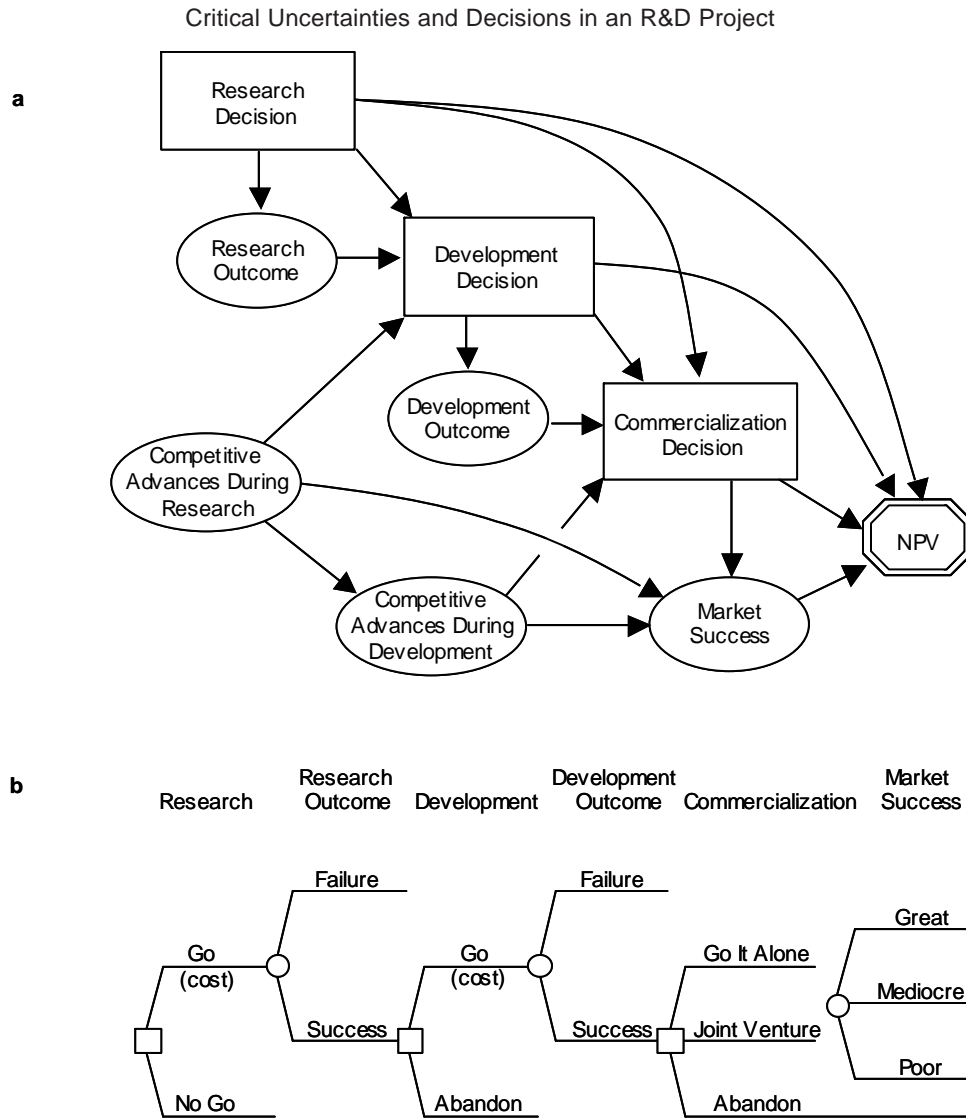 Critical Uncertainties and Decisions in an R&D Project
a
Research
Decision
Research
Outcome
Development
Decision
Development
Outcome
Commercialization
Decision
Competitive
Advances During
Research
NPV
Competitive
Advances During
Development
Market
Success
b
Research
Research
Outcome
Development
Development
Outcome
Commercialization
Market
Success
Failure
Failure
Great
Go
(cost)
Go
(cost)
Go It Alone
Mediocre
Success
Success
Joint Venture
Poor
No Go
Abandon
Abandon